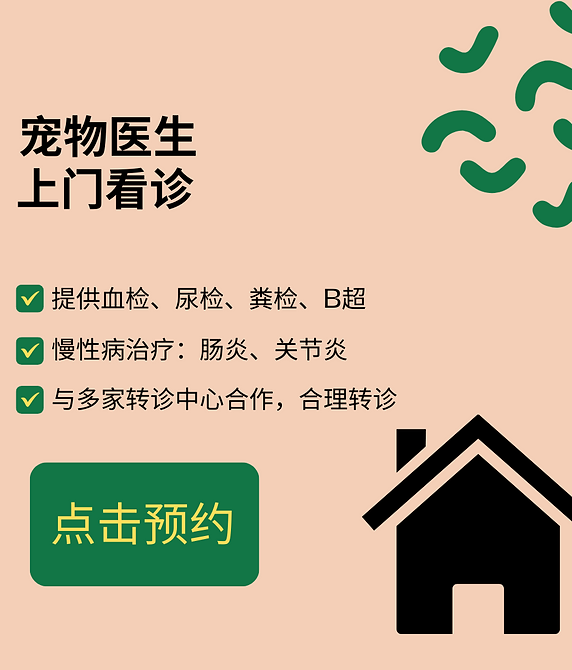 宠物医生
上门看诊
提供血检、尿检、粪检、B超
慢性病治疗：肠炎、关节炎
与多家转诊中心合作，合理转诊
点击预约